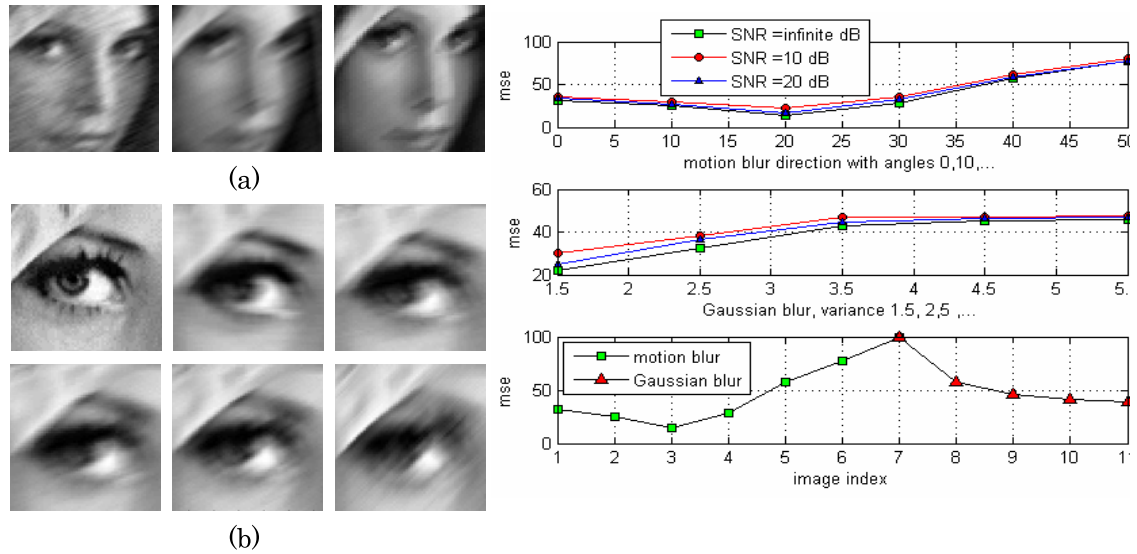 (a)
(b)
SNR =infinite dB
SNR =10 dB
SNR =20 dB
100
50
0
mse
0 5 10 15 20 25 30 35 40 45 50
motion blur direction with angles 0,10,...
60
40
20
mse
1.5 2 2.5 3 3.5 4 4.5 5 5.
Gaussian blur, variance 1.5, 2,5 ,...
motion blur
Gaussian blur
100
50
0
mse
1 2 3 4 5 6 7 8 9 10 11
image index